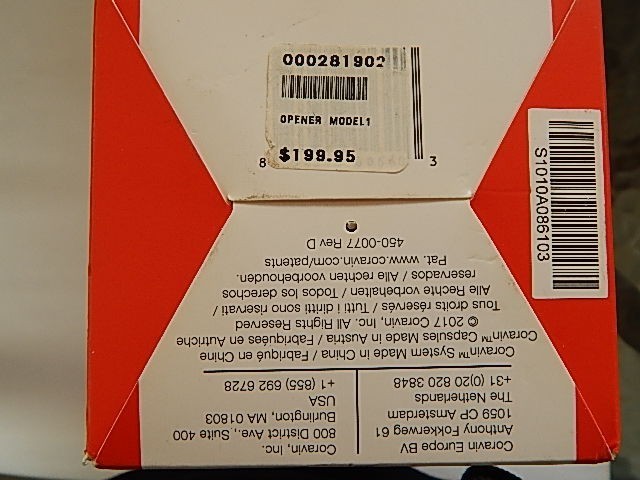 000281902
OPENER MODEL1
$199.95
8
3
S1010A086103
Coravin, Inc.
800 District Ave., Suite 400
Burlington, MA 01803
USA
+1 (855) 692 6728
Coravin Europe BV
Anthony Fokkerweg 61
1059 CP Amsterdam
The Netherlands
+31 (0)20 820 3848
Coravin™ System Made in China / Fabriqué en Chine
Coravin™ Capsules Made in Austria / Fabriquées en Autriche
© 2017 Coravin, Inc. All Rights Reserved
Tous droits réservés / Tutti i diritti sono riservati /
Alle Rechte vorbehalten / Todos los derechos
reservados / Alle rechten voorbehouden.
Pat. www.coravin.com/patents
450-0077 Rev D